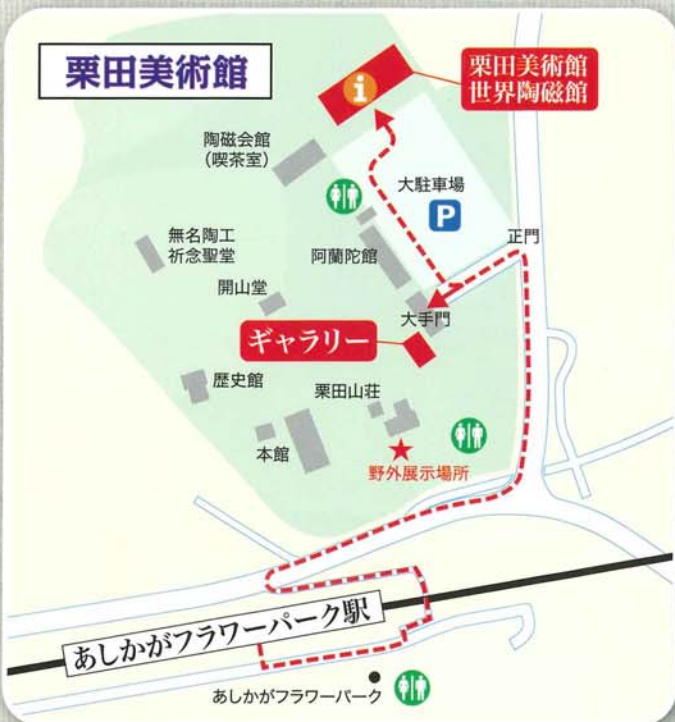 栗田美術館
栗田美術館
世界陶磁館
i
陶磁会館
(喫茶室)
大駐車場
P
無名陶工
祈念聖堂
阿蘭陀館
正門
開山堂
大手門
ギャラリー
歴史館
栗田山荘
本館
野外展示場所
あしかがフラワーパーク駅
あしかがフラワーパーク